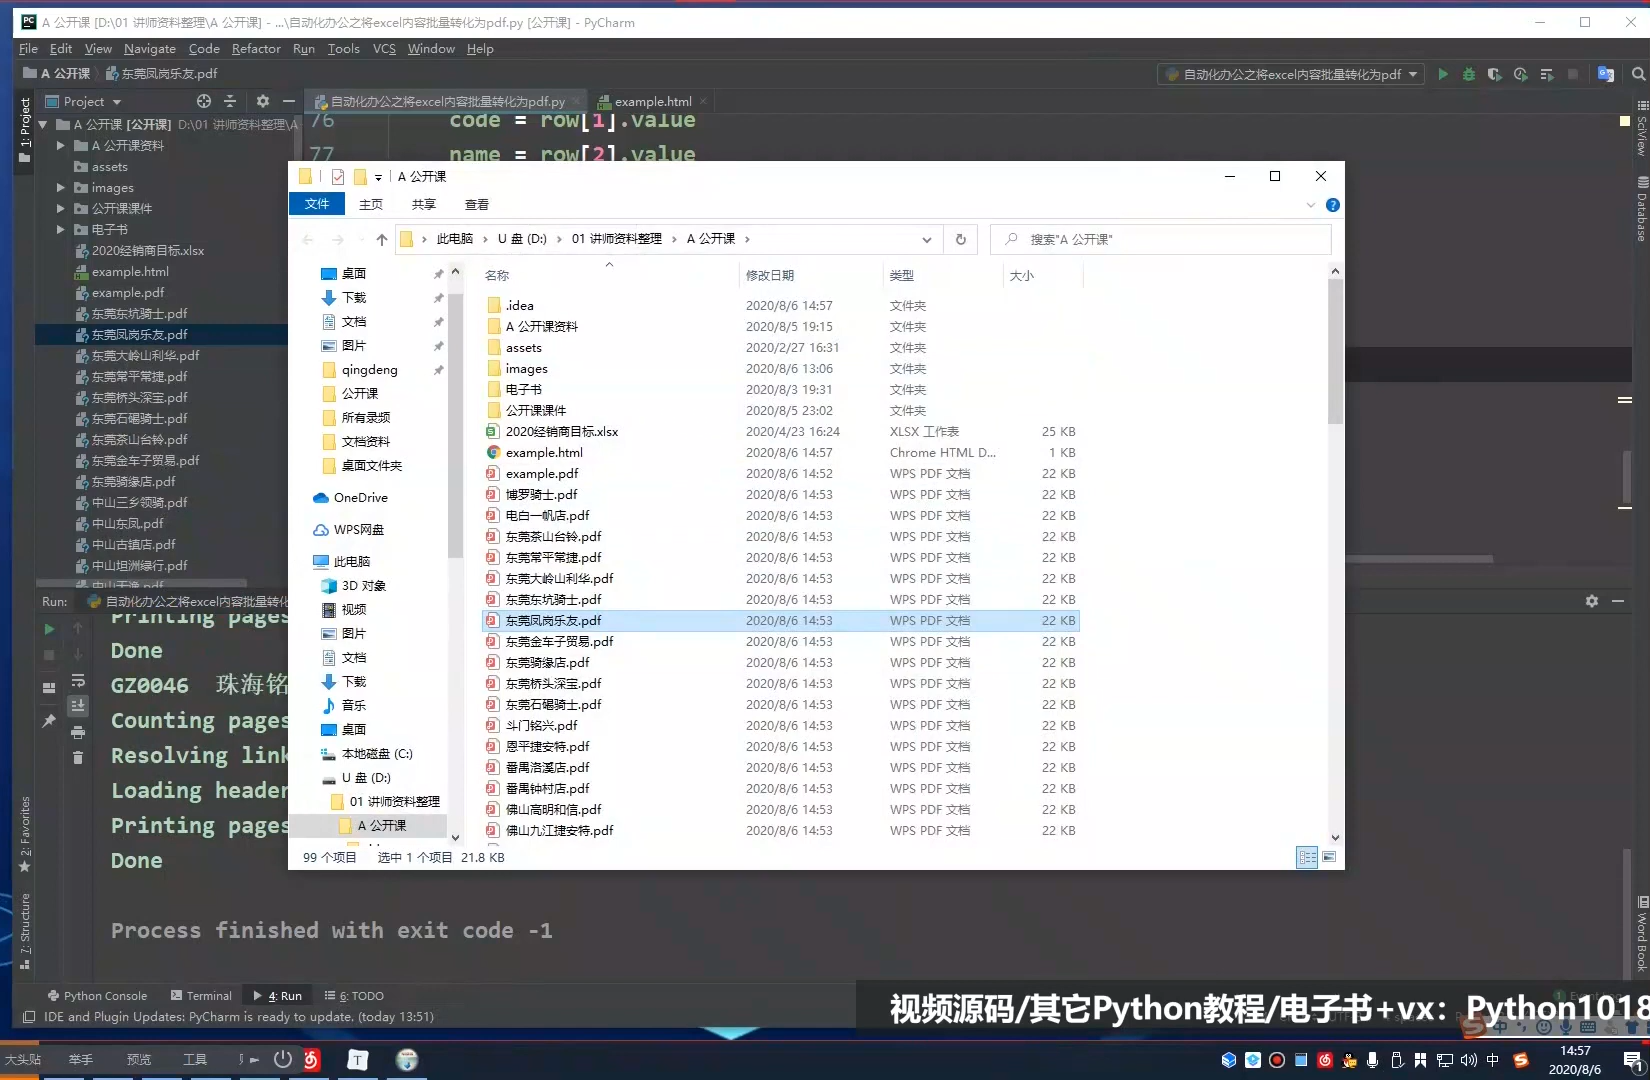 A 公开课 [D:\01 讲师资料整理\A 公开课] - ...\自动化办公之将excel内容批量转化为pdf.py [公开课] - PyCharm
File Edit View Navigate Code Refactor Run Tools VCS Window Help
A 公开课 东莞凤岗乐友.pdf
自动化办公之将excel内容批量转化为pdf
Project
自动化办公之将excel内容批量转化为pdf.py
example.html
1: Project
A 公开课 [公开课] D:\01 讲师资料整理\A
A 公开课资料
assets
images
公开课课件
电子书
2020经销商目标.xlsx
example.html
example.pdf
东莞东坑骑士.pdf
东莞凤岗乐友.pdf
东莞大岭山利华.pdf
东莞常平常捷.pdf
东莞桥头深宝.pdf
东莞石碣骑士.pdf
东莞茶山台铃.pdf
东莞金车子贸易.pdf
东莞骑缘店.pdf
中山三乡领骑.pdf
中山东凤.pdf
中山古镇店.pdf
中山坦洲缘行.pdf
76 code = row[1].value
77 name = row[2].value
SciView
Database
A 公开课
文件 主页 共享 查看
此电脑 › U 盘 (D:) › 01 讲师资料整理 › A 公开课 ›
搜索"A 公开课"
桌面
下载
文档
图片
qingdeng
公开课
所有录频
文档资料
桌面文件夹
OneDrive
WPS网盘
此电脑
3D 对象
视频
图片
文档
下载
音乐
桌面
本地磁盘 (C:)
U 盘 (D:)
01 讲师资料整理
A 公开课
名称 修改日期 类型 大小
.idea 2020/8/6 14:57 文件夹
A 公开课资料 2020/8/5 19:15 文件夹
assets 2020/2/27 16:31 文件夹
images 2020/8/6 13:06 文件夹
电子书 2020/8/3 19:31 文件夹
公开课课件 2020/8/5 23:02 文件夹
2020经销商目标.xlsx 2020/4/23 16:24 XLSX 工作表 25 KB
example.html 2020/8/6 14:57 Chrome HTML D... 1 KB
example.pdf 2020/8/6 14:52 WPS PDF 文档 22 KB
博罗骑士.pdf 2020/8/6 14:53 WPS PDF 文档 22 KB
电白一帆店.pdf 2020/8/6 14:53 WPS PDF 文档 22 KB
东莞茶山台铃.pdf 2020/8/6 14:53 WPS PDF 文档 22 KB
东莞常平常捷.pdf 2020/8/6 14:53 WPS PDF 文档 22 KB
东莞大岭山利华.pdf 2020/8/6 14:53 WPS PDF 文档 22 KB
东莞东坑骑士.pdf 2020/8/6 14:53 WPS PDF 文档 22 KB
东莞凤岗乐友.pdf 2020/8/6 14:53 WPS PDF 文档 22 KB
东莞金车子贸易.pdf 2020/8/6 14:53 WPS PDF 文档 22 KB
东莞骑缘店.pdf 2020/8/6 14:53 WPS PDF 文档 22 KB
东莞桥头深宝.pdf 2020/8/6 14:53 WPS PDF 文档 22 KB
东莞石碣骑士.pdf 2020/8/6 14:53 WPS PDF 文档 22 KB
斗门铭兴.pdf 2020/8/6 14:53 WPS PDF 文档 22 KB
恩平捷安特.pdf 2020/8/6 14:53 WPS PDF 文档 22 KB
番禺洛溪店.pdf 2020/8/6 14:53 WPS PDF 文档 22 KB
番禺钟村店.pdf 2020/8/6 14:53 WPS PDF 文档 22 KB
佛山高明和信.pdf 2020/8/6 14:53 WPS PDF 文档 22 KB
佛山九江捷安特.pdf 2020/8/6 14:53 WPS PDF 文档 22 KB
99 个项目 选中 1 个项目 21.8 KB
Run: 自动化办公之将excel内容批量转化
Printing pages
Done
GZ0046 珠海铭
Counting pages
Resolving link
Loading header
Printing pages
Done
Process finished with exit code -1
2: Favorites
7: Structure
Word Book
Python Console Terminal 4: Run 6: TODO
IDE and Plugin Updates: PyCharm is ready to update. (today 13:51)
视频源码/其它Python教程/电子书+vx：Python1018
大头贴 举手 预览 工具
中
14:57
2020/8/6